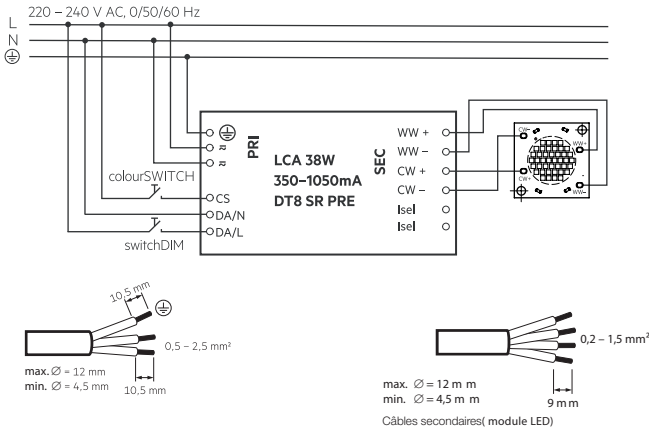 220 – 240 V AC, 0/50/60 Hz
L
N
PRI
LCA 38W
350–1050mA
DT8 SR PRE
SEC
WW +
WW –
CW +
CW –
Isel
Isel
colourSWITCH
CS
DA/N
DA/L
switchDIM
CW–
WW+
CW+
WW–
10,5 mm
0,5 – 2,5 mm²
max. Ø = 12 mm
min. Ø = 4,5 mm
10,5 mm
0,2 – 1,5 mm²
max. Ø = 12 m m
min. Ø = 4,5 m m
9 mm
Câbles secondaires( module LED)